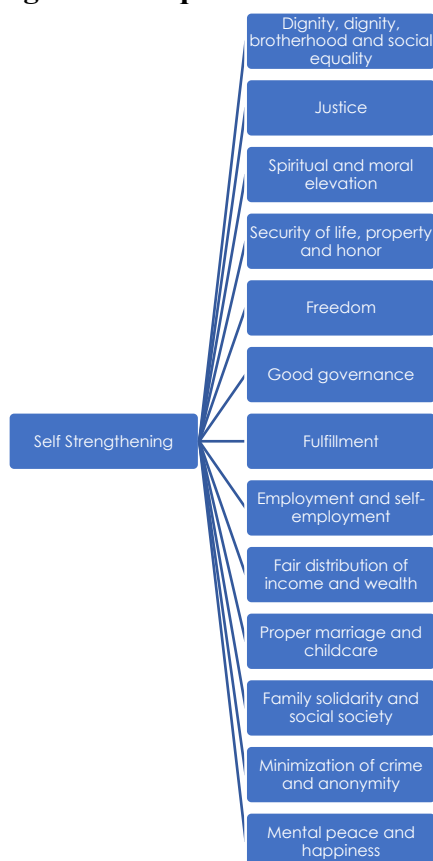 Dignity, dignity,
brotherhood and social
equality
Justice
Spiritual and moral
elevation
Security of life, property
and honor
Freedom
Good governance
Self Strengthening
Fulfillment
Employment and self-
employment
Fair distribution of
income and wealth
Proper marriage and
childcare
Family solidarity and
social society
Minimization of crime
and anonymity
Mental peace and
happiness